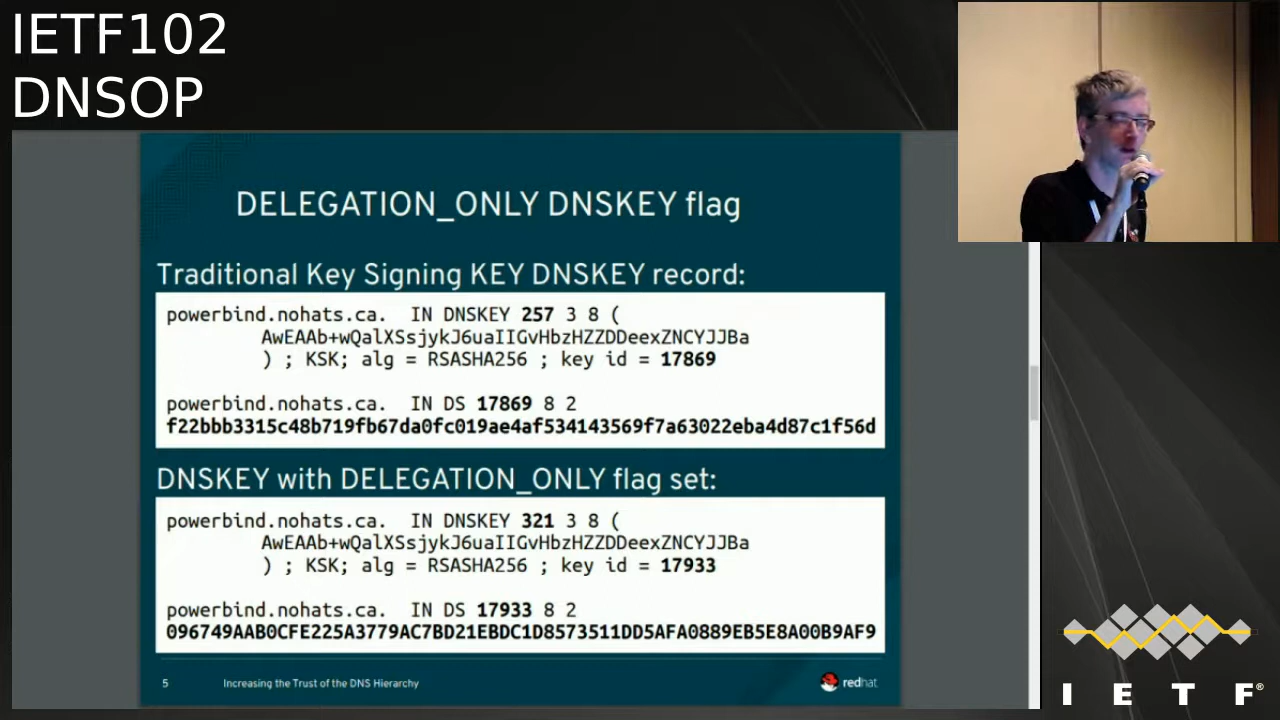 IETF102
DNSOP
DELEGATION_ONLY DNSKEY flag
Traditional Key Signing KEY DNSKEY record:
powerbind.nohats.ca. IN DNSKEY 257 3 8 (
AwEAAb+wQalXSsjykJ6uaIIGvHbzHZZDDeexZNCYJJBa
) ; KSK; alg = RSASHA256 ; key id = 17869
powerbind.nohats.ca. IN DS 17869 8 2
f22bbb3315c48b719fb67da0fc019ae4af534143569f7a63022eba4d87c1f56d
DNSKEY with DELEGATION_ONLY flag set:
powerbind.nohats.ca. IN DNSKEY 321 3 8 (
AwEAAb+wQalXSsjykJ6uaIIGvHbzHZZDDeexZNCYJJBa
) ; KSK; alg = RSASHA256 ; key id = 17933
powerbind.nohats.ca. IN DS 17933 8 2
096749AAB0CFE225A3779AC7BD21EBDC1D8573511DD5AFA0889EB5E8A00B9AF9
5 Increasing the Trust of the DNS Hierarchy redhat
I E T F®